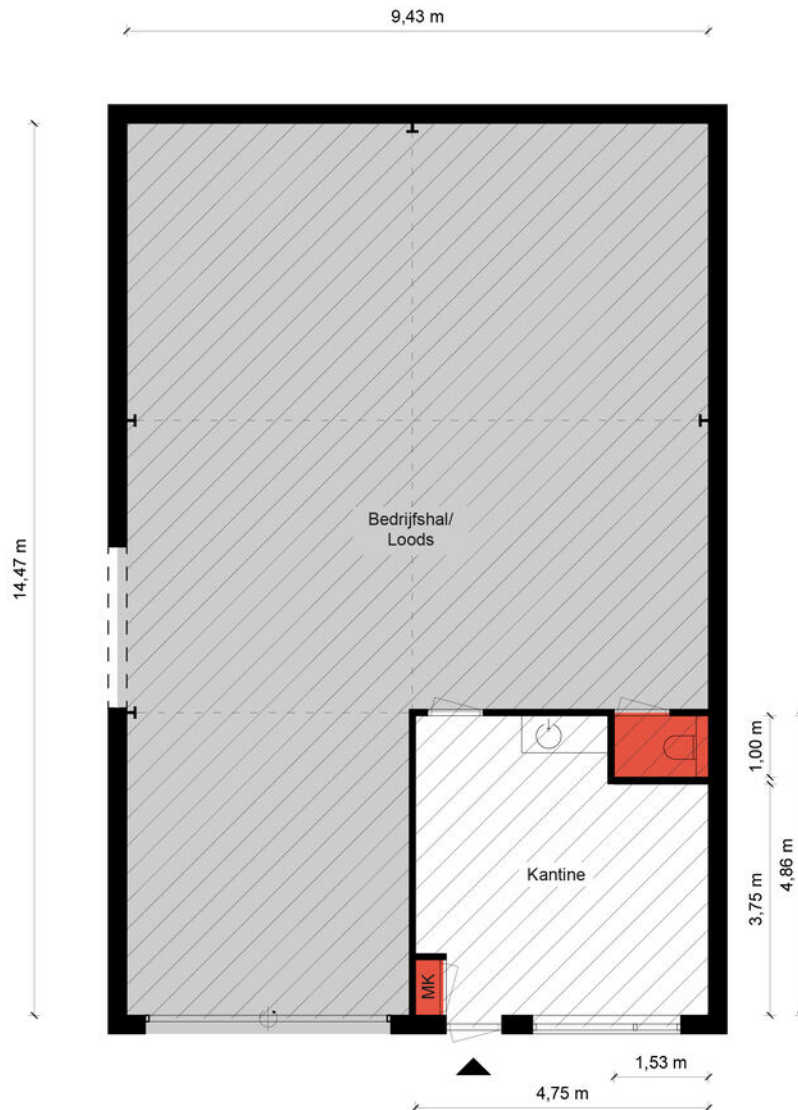 9,43 m
14,47 m
Bedrijfshal/
Loods
1,00 m
4,86 m
3,75 m
Kantine
MK
1,53 m
4,75 m